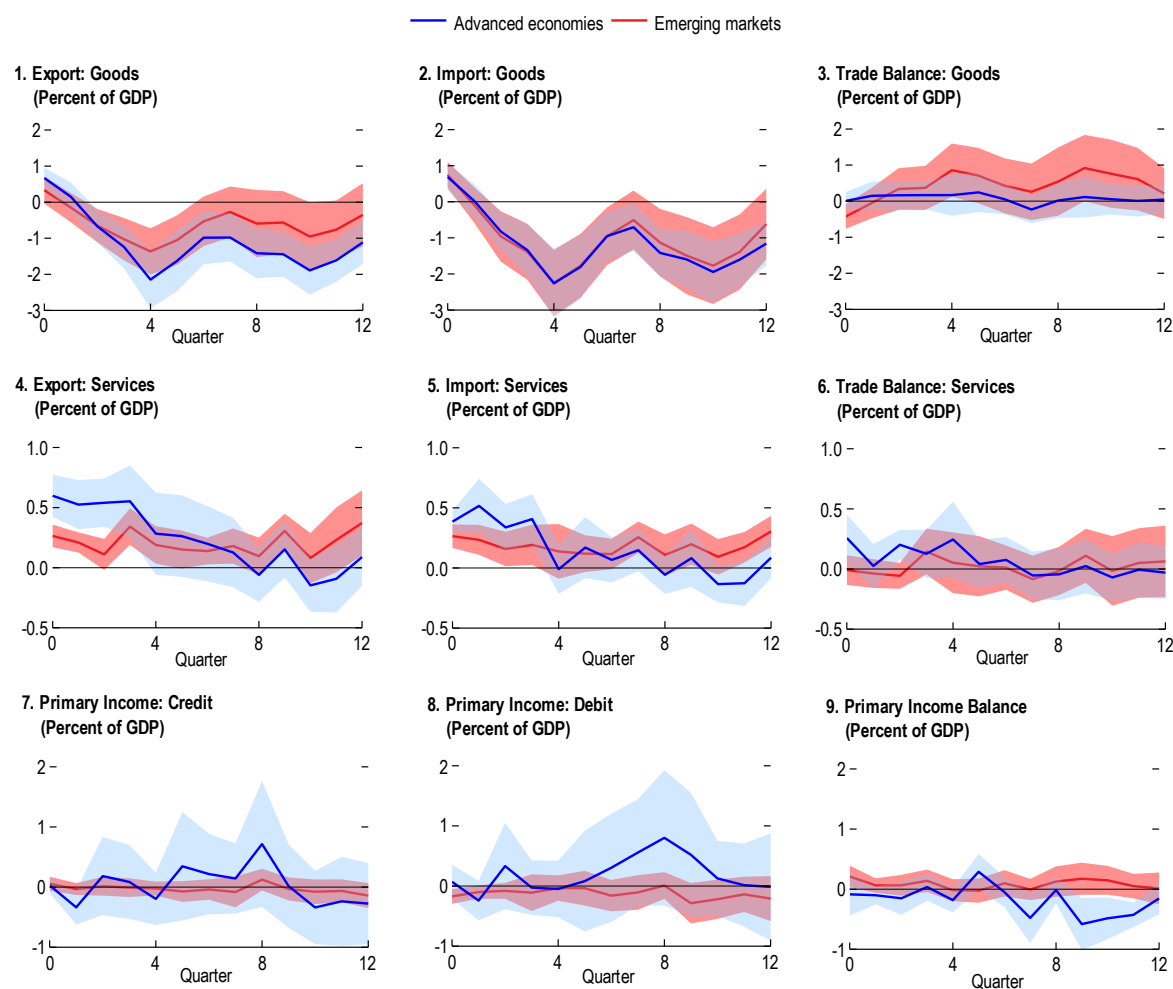 Advanced economies Emerging markets
1. Export: Goods
(Percent of GDP)
2
1
0
-1
-2
-3
0 4 8 12
Quarter
2. Import: Goods
(Percent of GDP)
2
1
0
-1
-2
-3
0 4 8 12
Quarter
3. Trade Balance: Goods
(Percent of GDP)
2
1
0
-1
-2
-3
0 4 8 12
Quarter
4. Export: Services
(Percent of GDP)
1.0
0.5
0.0
-0.5
0 4 8 12
Quarter
5. Import: Services
(Percent of GDP)
1.0
0.5
0.0
-0.5
0 4 8 12
Quarter
6. Trade Balance: Services
(Percent of GDP)
1.0
0.5
0.0
-0.5
0 4 8 12
Quarter
7. Primary Income: Credit
(Percent of GDP)
2
1
0
-1
0 4 8 12
Quarter
8. Primary Income: Debit
(Percent of GDP)
2
1
0
-1
0 4 8 12
Quarter
9. Primary Income Balance
(Percent of GDP)
2
1
0
-1
0 4 8 12
Quarter